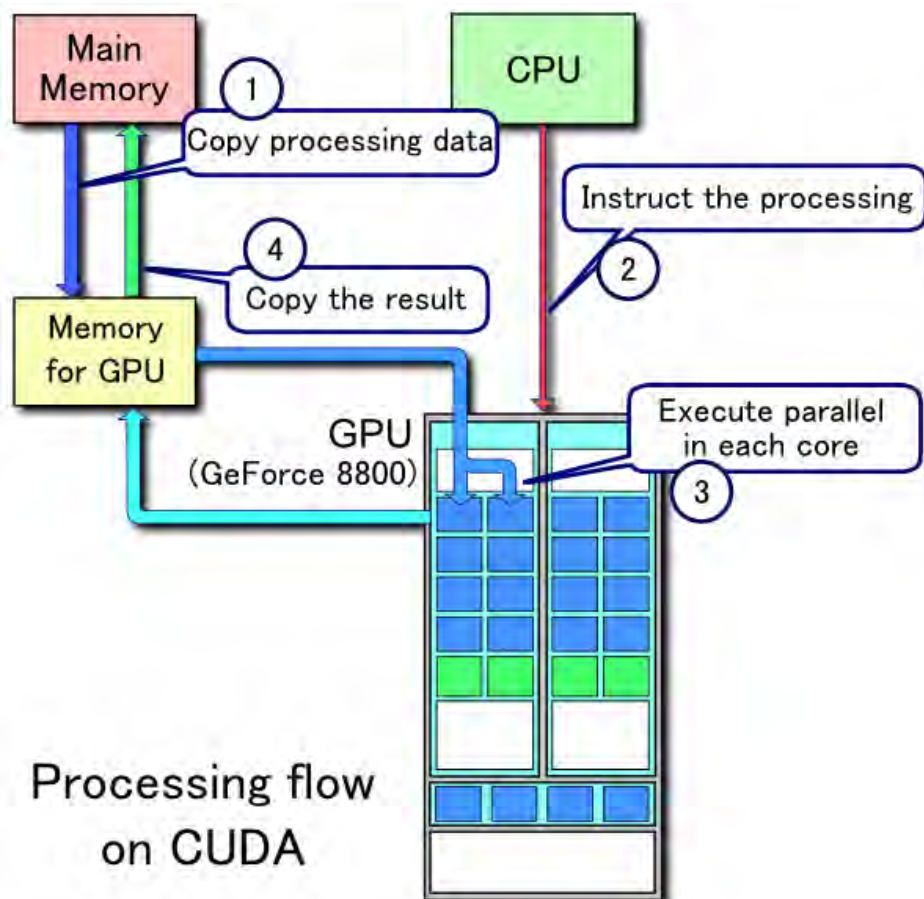 Main
Memory
CPU
1
Copy processing data
Instruct the processing
2
4
Copy the result
Memory
for GPU
GPU
(GeForce 8800)
Execute parallel
in each core
3
Processing flow
on CUDA